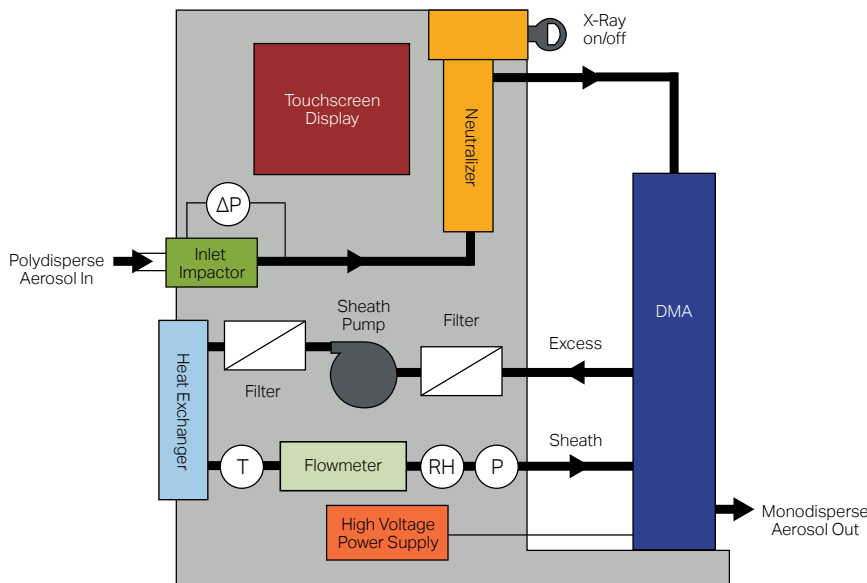 X-Ray
on/off
Touchscreen
Display
Neutralizer
ΔP
Polydisperse
Aerosol In
Inlet
Impactor
DMA
Sheath
Pump
Filter
Excess
Heat Exchanger
Filter
Sheath
T
Flowmeter
RH
P
High Voltage
Power Supply
Monodisperse
Aerosol Out